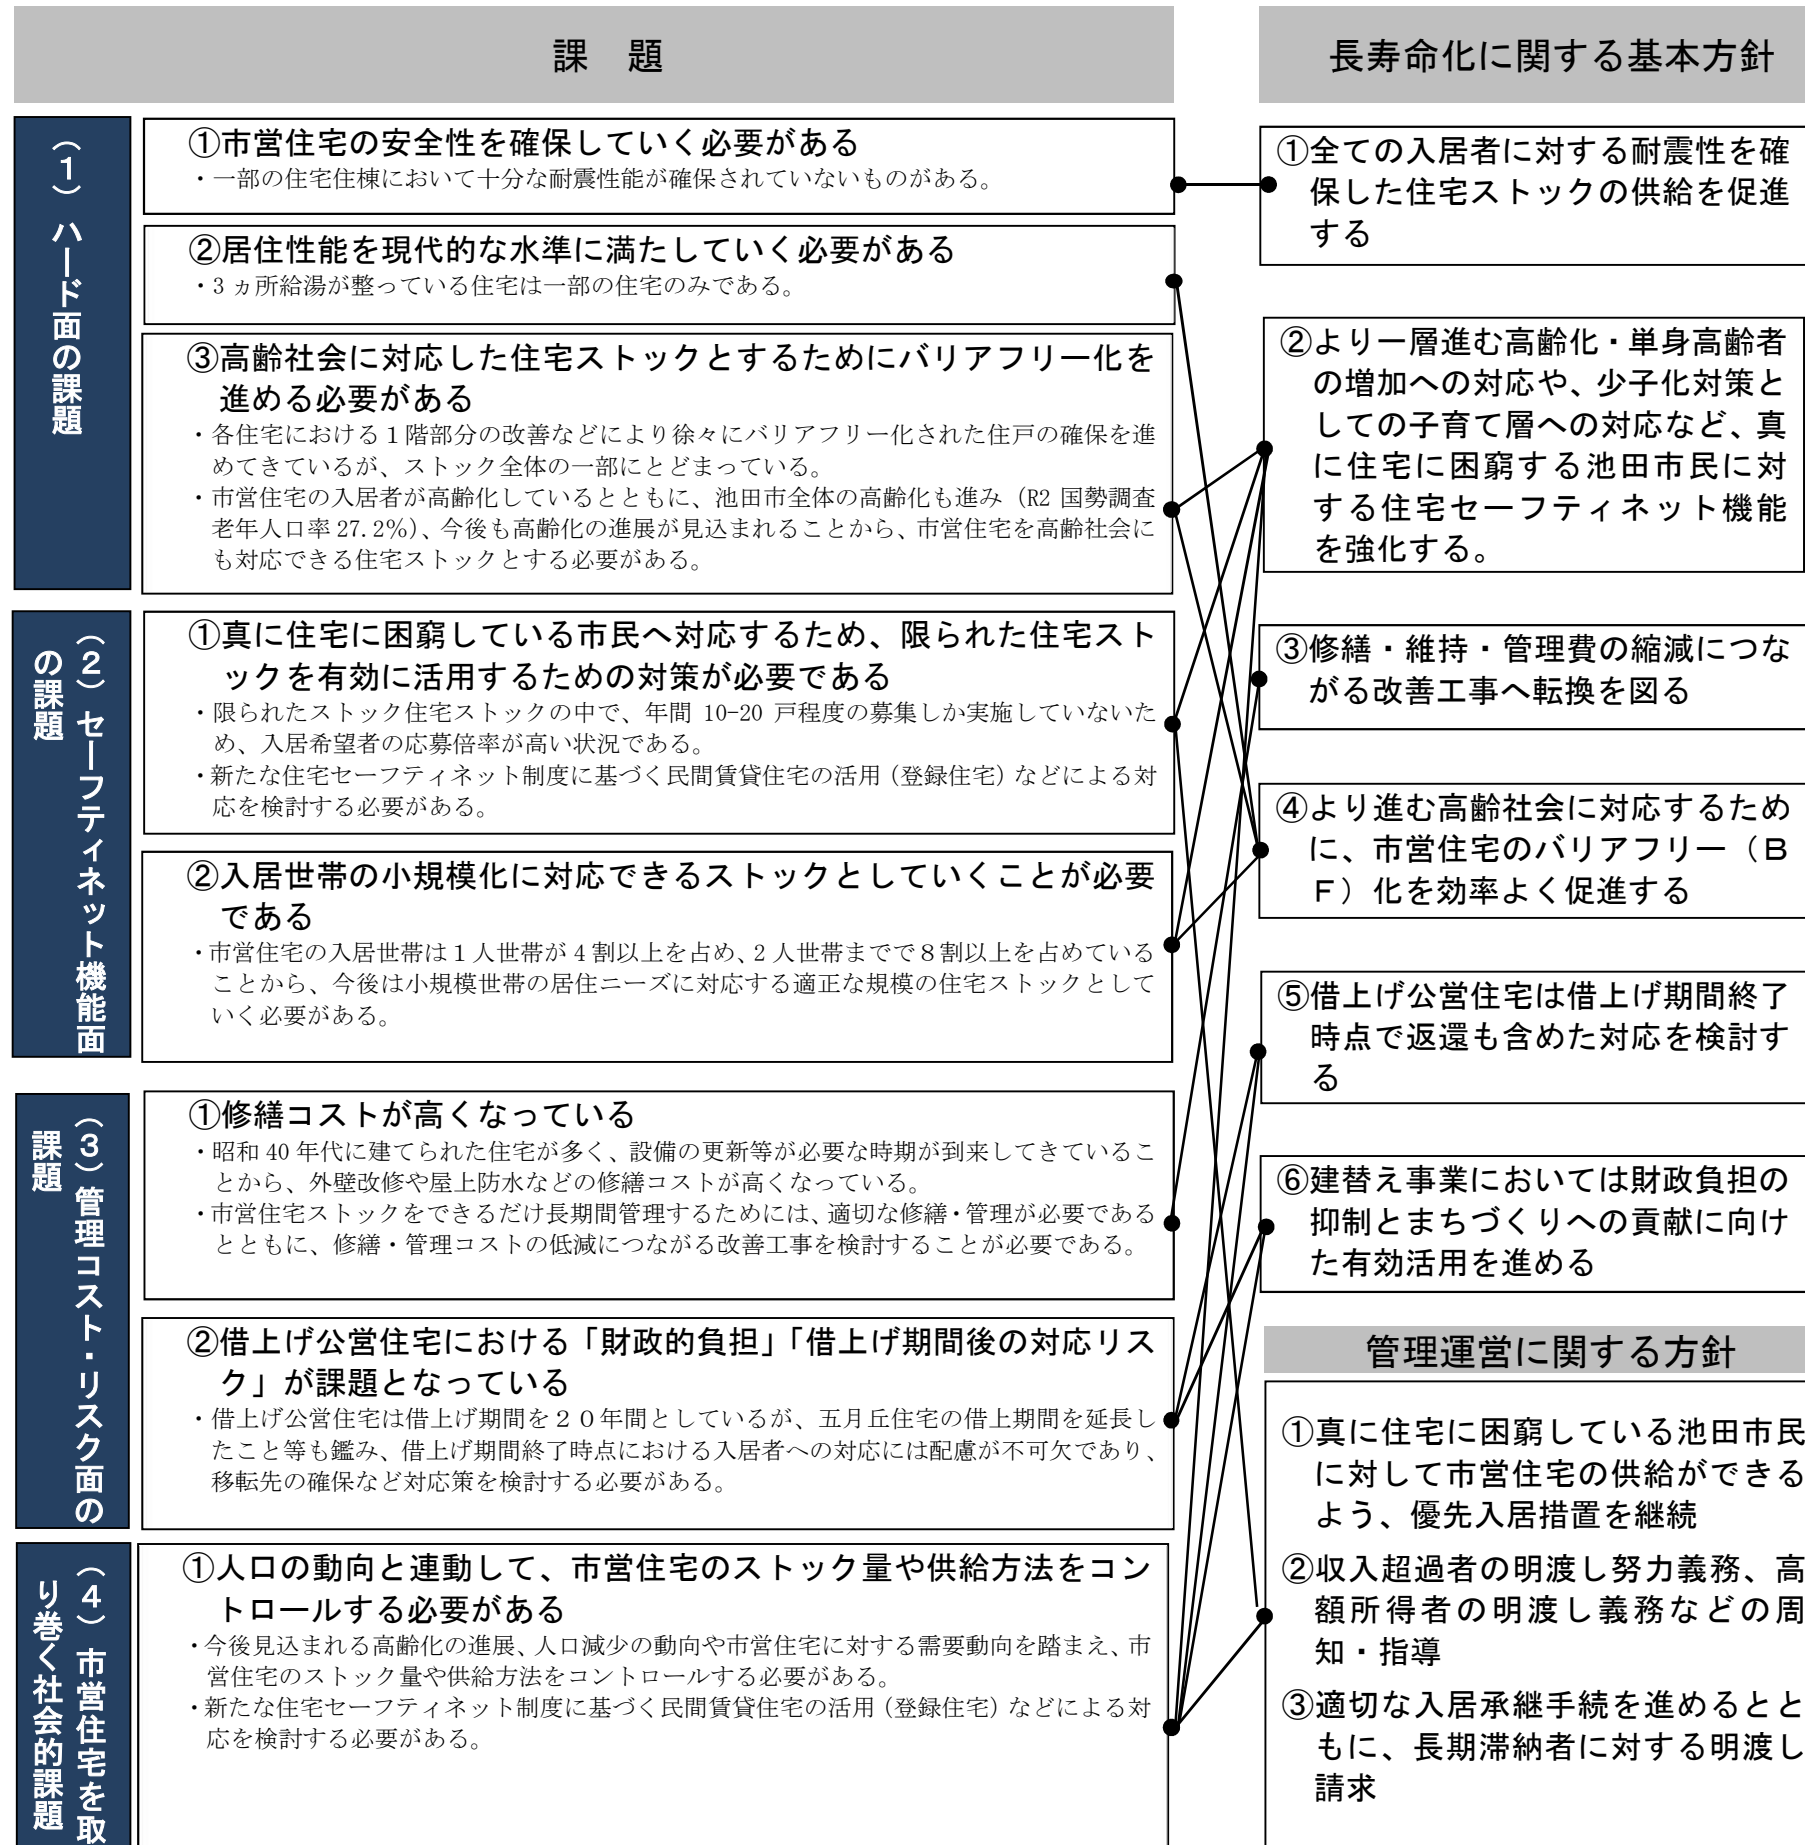 課　題
（１）ハード面の課題
①市営住宅の安全性を確保していく必要がある
・一部の住宅住棟において十分な耐震性能が確保されていないものがある。
②居住性能を現代的な水準に満たしていく必要がある
・3 ヵ所給湯が整っている住宅は一部の住宅のみである。
③高齢社会に対応した住宅ストックとするためにバリアフリー化を
進める必要がある
・各住宅における１階部分の改善などにより徐々にバリアフリー化された住戸の確保を進
めてきているが、ストック全体の一部にとどまっている。
・市営住宅の入居者が高齢化しているとともに、池田市全体の高齢化も進み（R2 国勢調査
老年人口率 27.2%）、今後も高齢化の進展が見込まれることから、市営住宅を高齢社会に
も対応できる住宅ストックとする必要がある。
（２）セーフティネット機能面
の課題
①真に住宅に困窮している市民へ対応するため、限られた住宅スト
ックを有効に活用するための対策が必要である
・限られたストック住宅ストックの中で、年間 10-20 戸程度の募集しか実施していないた
め、入居希望者の応募倍率が高い状況である。
・新たな住宅セーフティネット制度に基づく民間賃貸住宅の活用（登録住宅）などによる対
応を検討する必要がある。
②入居世帯の小規模化に対応できるストックとしていくことが必要
である
・市営住宅の入居世帯は１人世帯が４割以上を占め、2 人世帯までで８割以上を占めている
ことから、今後は小規模世帯の居住ニーズに対応する適正な規模の住宅ストックとして
いく必要がある。
（３）管理コスト・リスク面の
課題
①修繕コストが高くなっている
・昭和 40 年代に建てられた住宅が多く、設備の更新等が必要な時期が到来してきているこ
とから、外壁改修や屋上防水などの修繕コストが高くなっている。
・市営住宅ストックをできるだけ長期間管理するためには、適切な修繕・管理が必要である
とともに、修繕・管理コストの低減につながる改善工事を検討することが必要である。
②借上げ公営住宅における「財政的負担」「借上げ期間後の対応リス
ク」が課題となっている
・借上げ公営住宅は借上げ期間を２０年間としているが、五月丘住宅の借上期間を延長し
たこと等も鑑み、借上げ期間終了時点における入居者への対応には配慮が不可欠であり、
移転先の確保など対応策を検討する必要がある。
（４）市営住宅を取
り巻く社会的課題
①人口の動向と連動して、市営住宅のストック量や供給方法をコン
トロールする必要がある
・今後見込まれる高齢化の進展、人口減少の動向や市営住宅に対する需要動向を踏まえ、市
営住宅のストック量や供給方法をコントロールする必要がある。
・新たな住宅セーフティネット制度に基づく民間賃貸住宅の活用（登録住宅）などによる対
応を検討する必要がある。
長寿命化に関する基本方針
①全ての入居者に対する耐震性を確
保した住宅ストックの供給を促進
する
②より一層進む高齢化・単身高齢者
の増加への対応や、少子化対策と
しての子育て層への対応など、真
に住宅に困窮する池田市民に対
する住宅セーフティネット機能
を強化する。
③修繕・維持・管理費の縮減につな
がる改善工事へ転換を図る
④より進む高齢社会に対応するため
に、市営住宅のバリアフリー（Ｂ
Ｆ）化を効率よく促進する
⑤借上げ公営住宅は借上げ期間終了
時点で返還も含めた対応を検討す
る
⑥建替え事業においては財政負担の
抑制とまちづくりへの貢献に向け
た有効活用を進める
管理運営に関する方針
①真に住宅に困窮している池田市民
に対して市営住宅の供給ができる
よう、優先入居措置を継続
②収入超過者の明渡し努力義務、高
額所得者の明渡し義務などの周
知・指導
③適切な入居承継手続を進めるとと
もに、長期滞納者に対する明渡し
請求